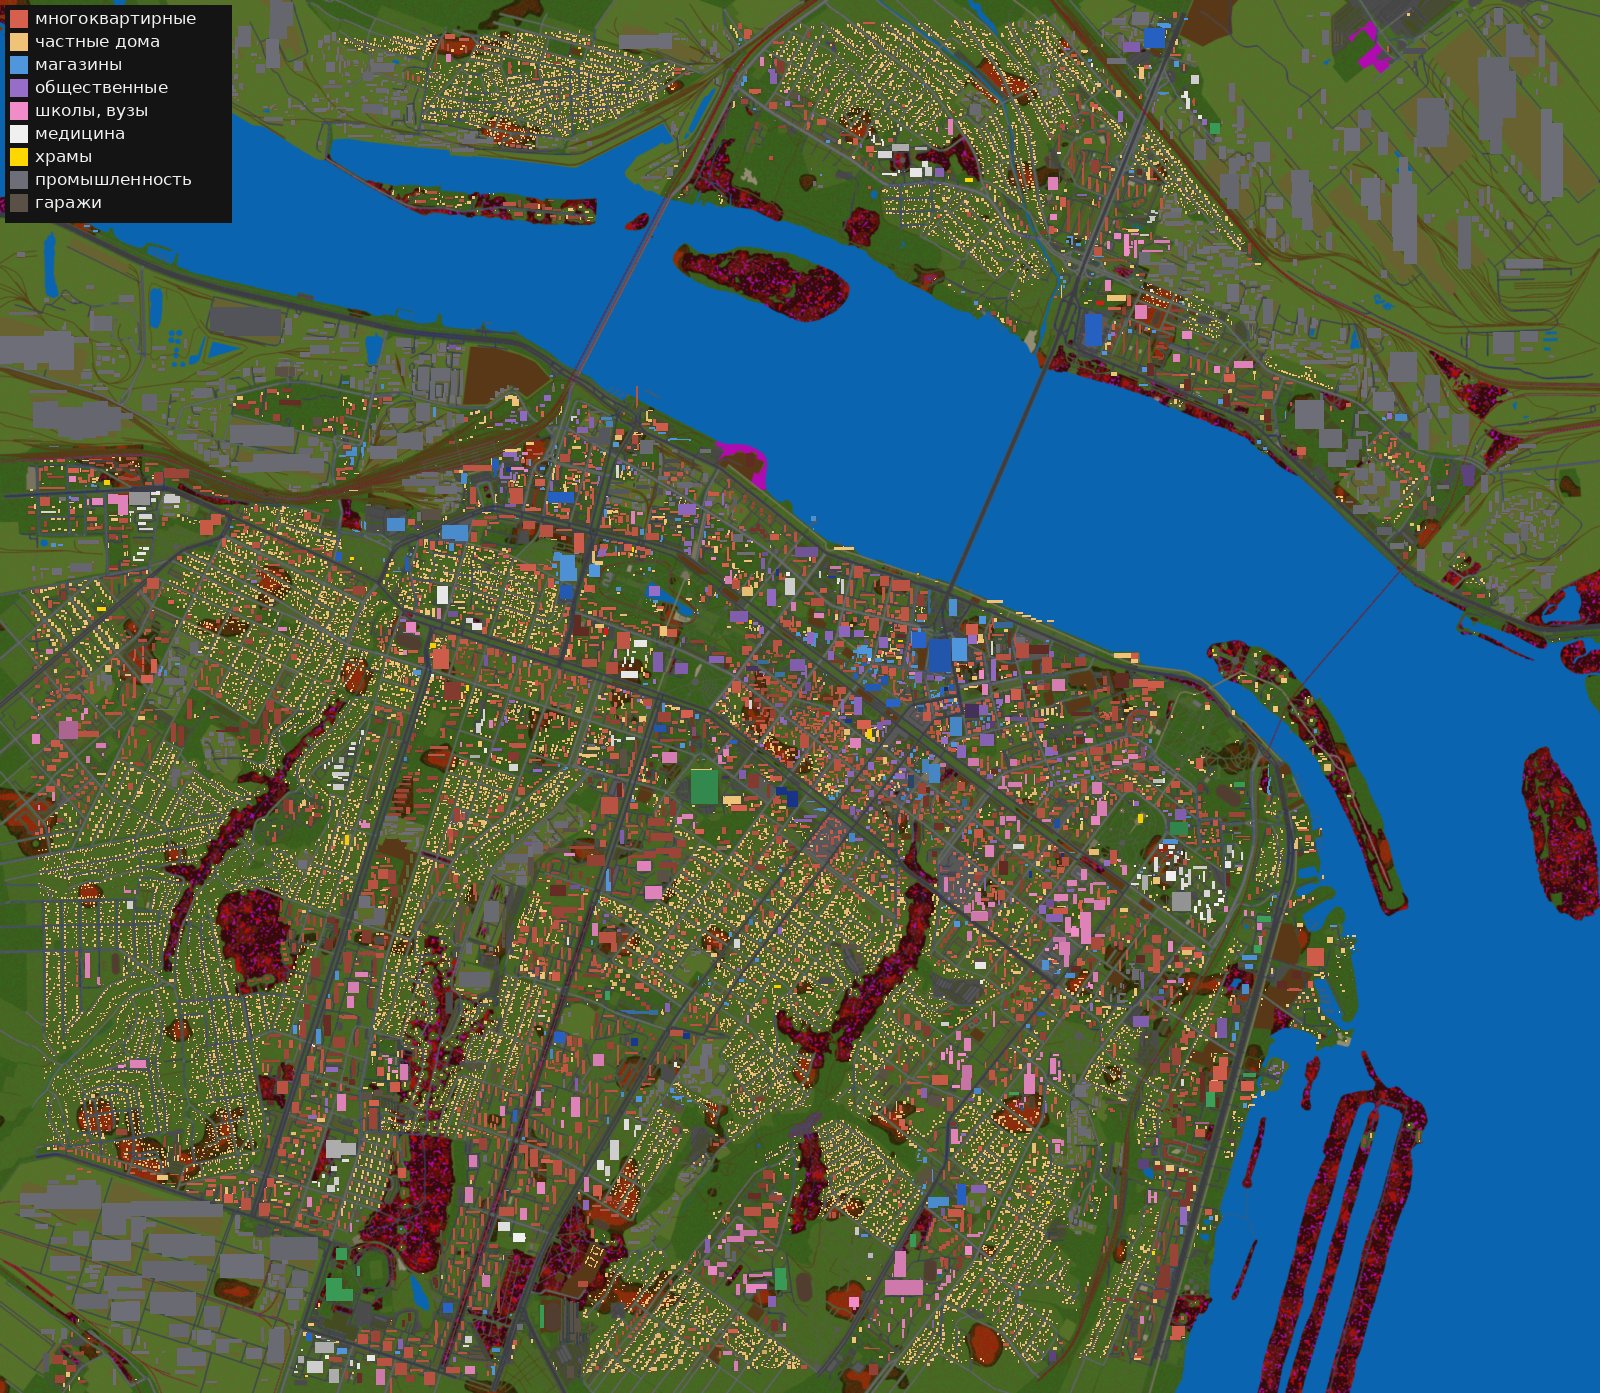 многоквартирные
частные дома
магазины
общественные
школы, вузы
медицина
храмы
промышленность
гаражи